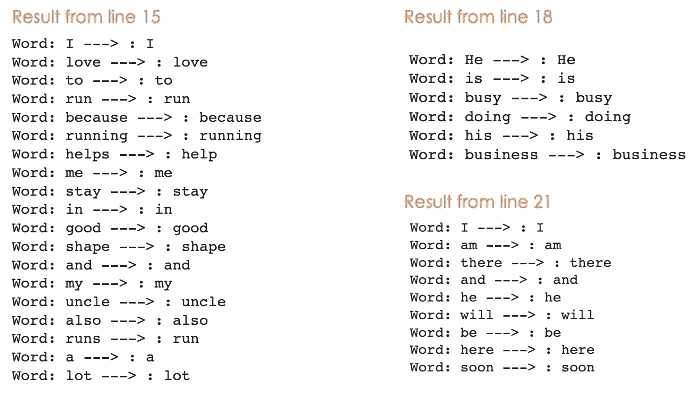 Result from line 15
Word: I ---> : I
Word: love ---> : love
Word: to ---> : to
Word: run ---> : run
Word: because ---> : because
Word: running ---> : running
Word: helps ---> : help
Word: me ---> : me
Word: stay ---> : stay
Word: in ---> : in
Word: good ---> : good
Word: shape ---> : shape
Word: and ---> : and
Word: my ---> : my
Word: uncle ---> : uncle
Word: also ---> : also
Word: runs ---> : run
Word: a ---> : a
Word: lot ---> : lot
Result from line 18
Word: He ---> : He
Word: is ---> : is
Word: busy ---> : busy
Word: doing ---> : doing
Word: his ---> : his
Word: business ---> : business
Result from line 21
Word: I ---> : I
Word: am ---> : am
Word: there ---> : there
Word: and ---> : and
Word: he ---> : he
Word: will ---> : will
Word: be ---> : be
Word: here ---> : here
Word: soon ---> : soon